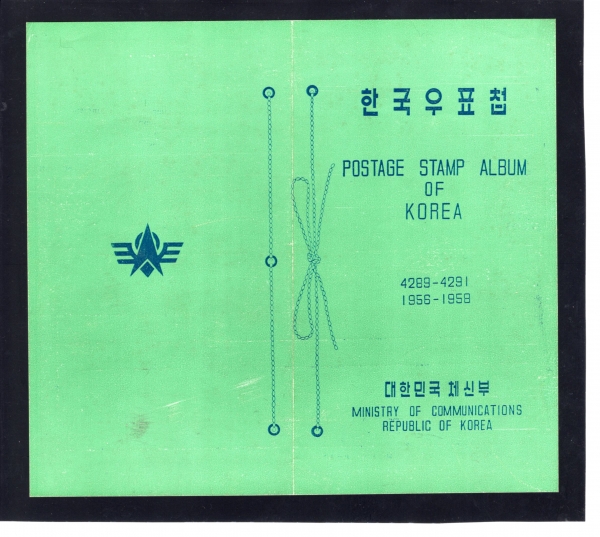 한국우표첩
POSTAGE STAMP ALBUM
OF
KOREA
4289-4291
1956-1958
대한민국 체신부
MINISTRY OF COMMUNICATIONS
REPUBLIC OF KOREA